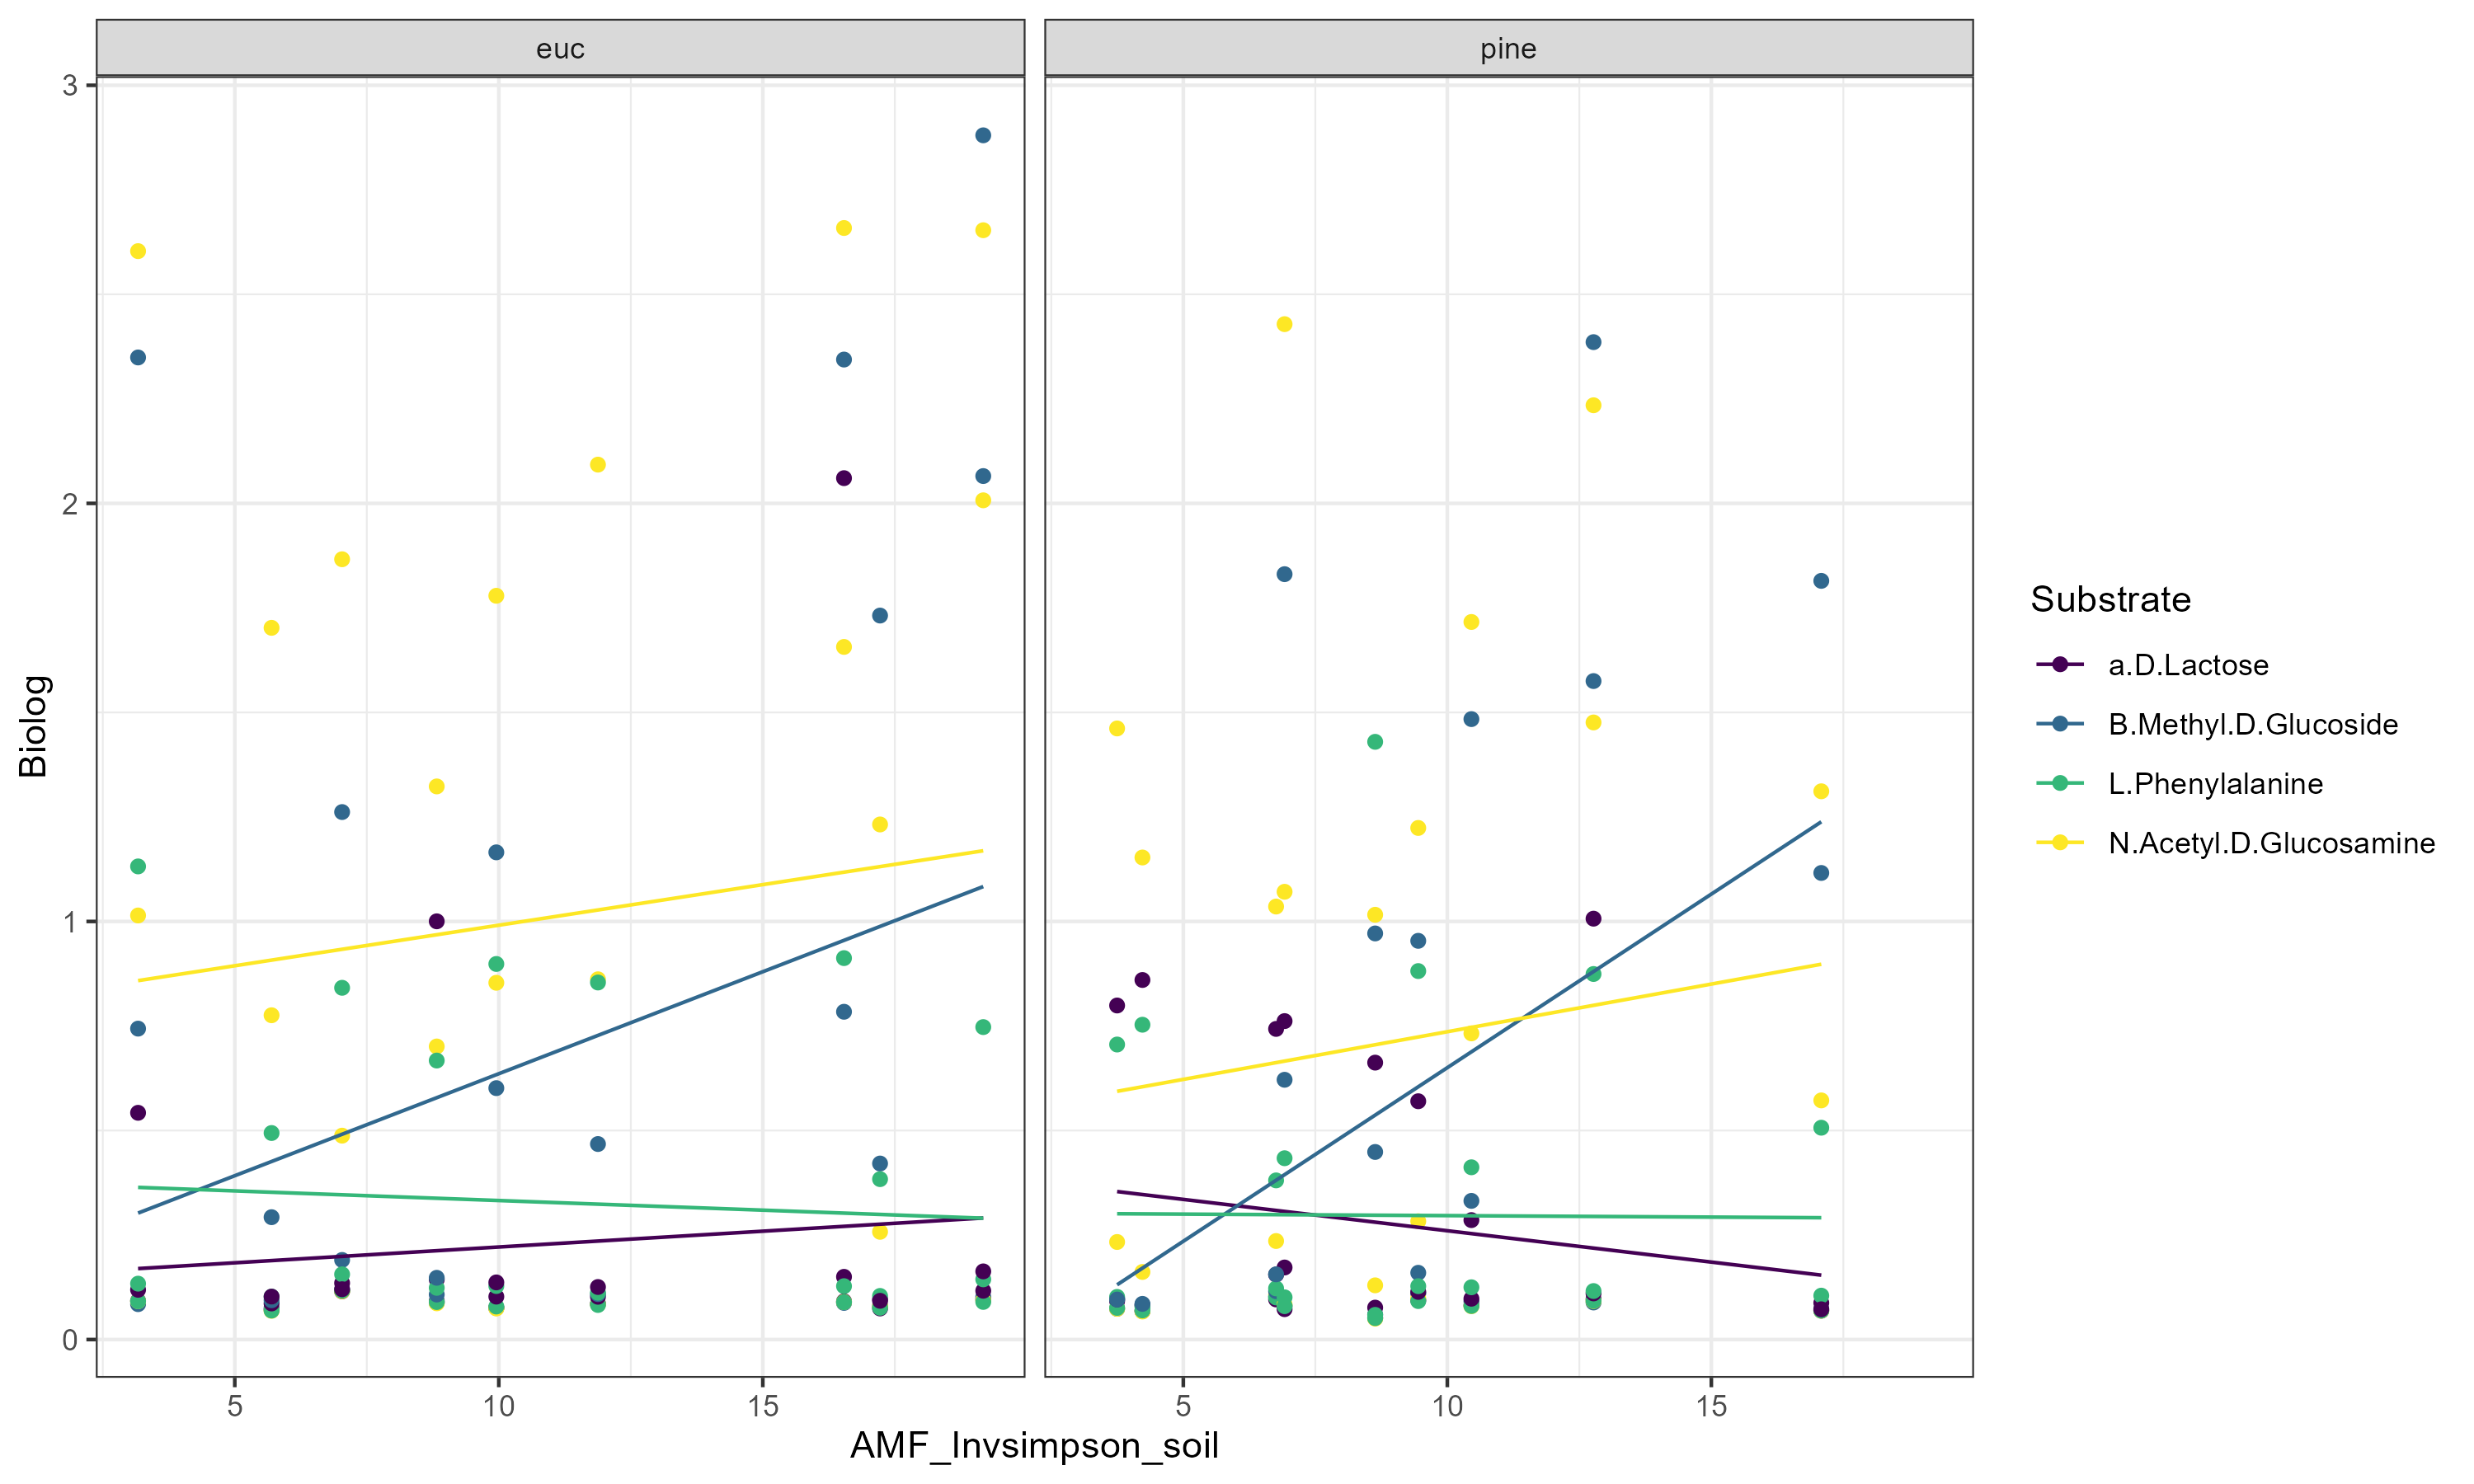 euc
pine
3
2
1
0
Biolog
5
10
15
5
10
15
AMF_Invsimpson_soil
Substrate
a.D.Lactose
B.Methyl.D.Glucoside
L.Phenylalanine
N.Acetyl.D.Glucosamine